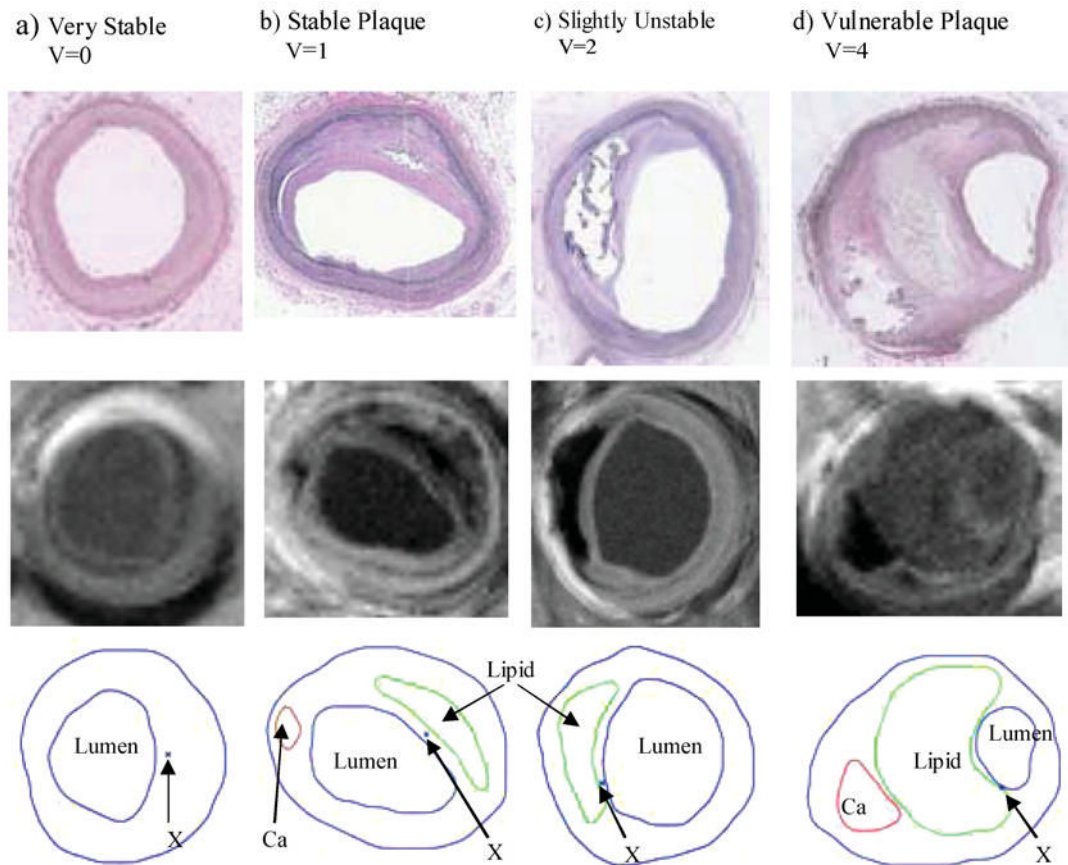 a) Very Stable
V=0
b) Stable Plaque
V=1
c) Slightly Unstable
V=2
d) Vulnerable Plaque
V=4
Lumen
X
Lipid
Lumen
Ca
X
Lumen
X
Lumen
Lipid
Ca
X